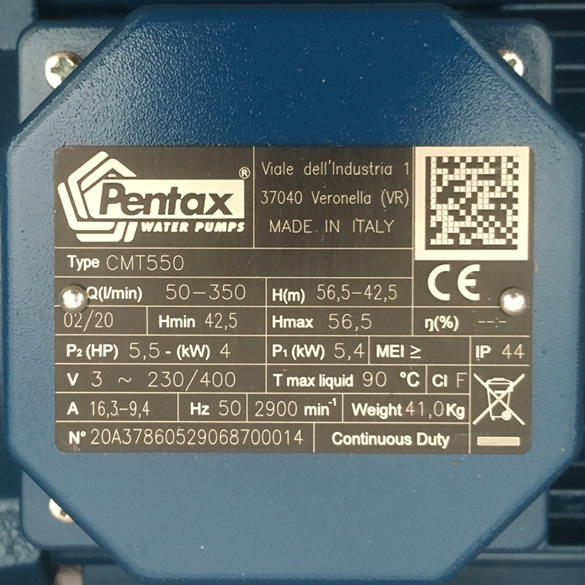 Pentax ®
WATER PUMPS
Viale dell'Industria 1
37040 Veronella (VR)
MADE IN ITALY
Type CMT550
Q(l/min) 50-350 H(m) 56,5-42,5
CE
02/20 Hmin 42,5 Hmax 56,5 η(%) --:-
P2 (HP) 5,5 - (kW) 4 P1 (kW) 5,4 MEI ≥ IP 44
V 3 ~ 230/400 T max liquid 90 °C Cl F
A 16,3-9,4 Hz 50 2900 min⁻¹ Weight 41,0 Kg
N° 20A37860529068700014 Continuous Duty